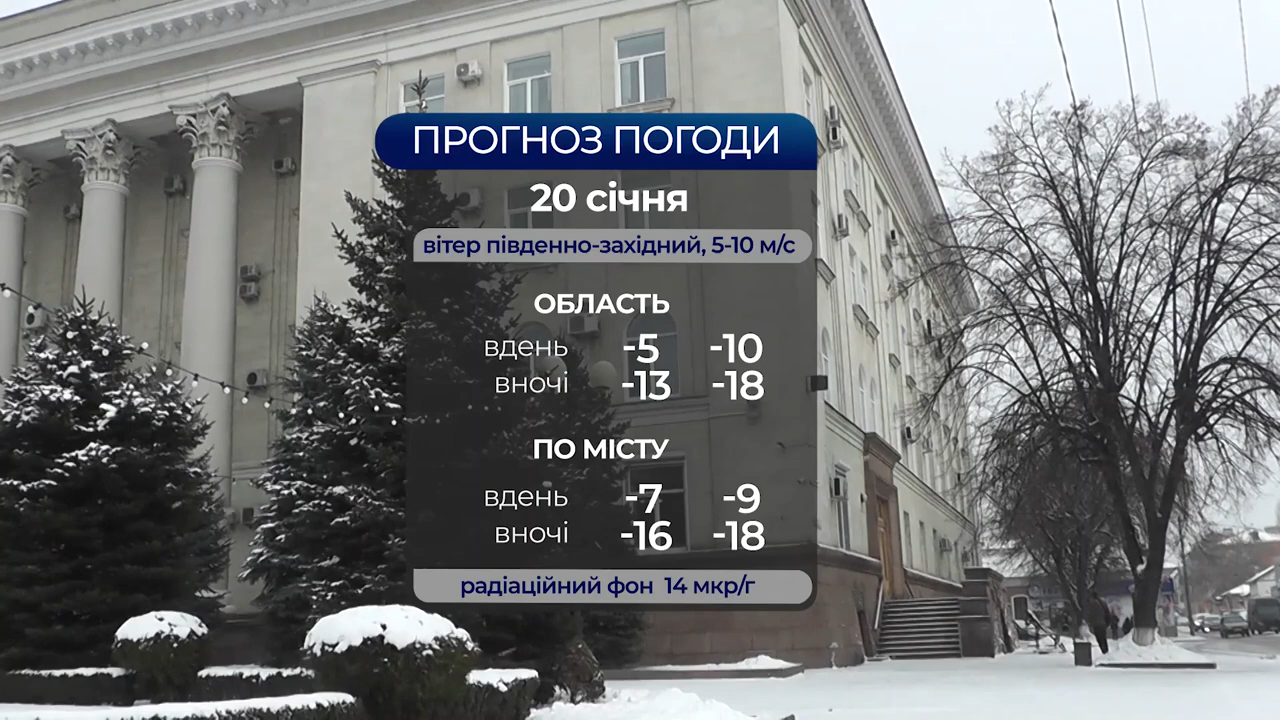 ПРОГНОЗ ПОГОДИ
20 січня
вітер південно-західний, 5-10 м/с
ОБЛАСТЬ
вдень -5 -10
вночі -13 -18
ПО МІСТУ
вдень -7 -9
вночі -16 -18
радіаційний фон 14 мкр/г